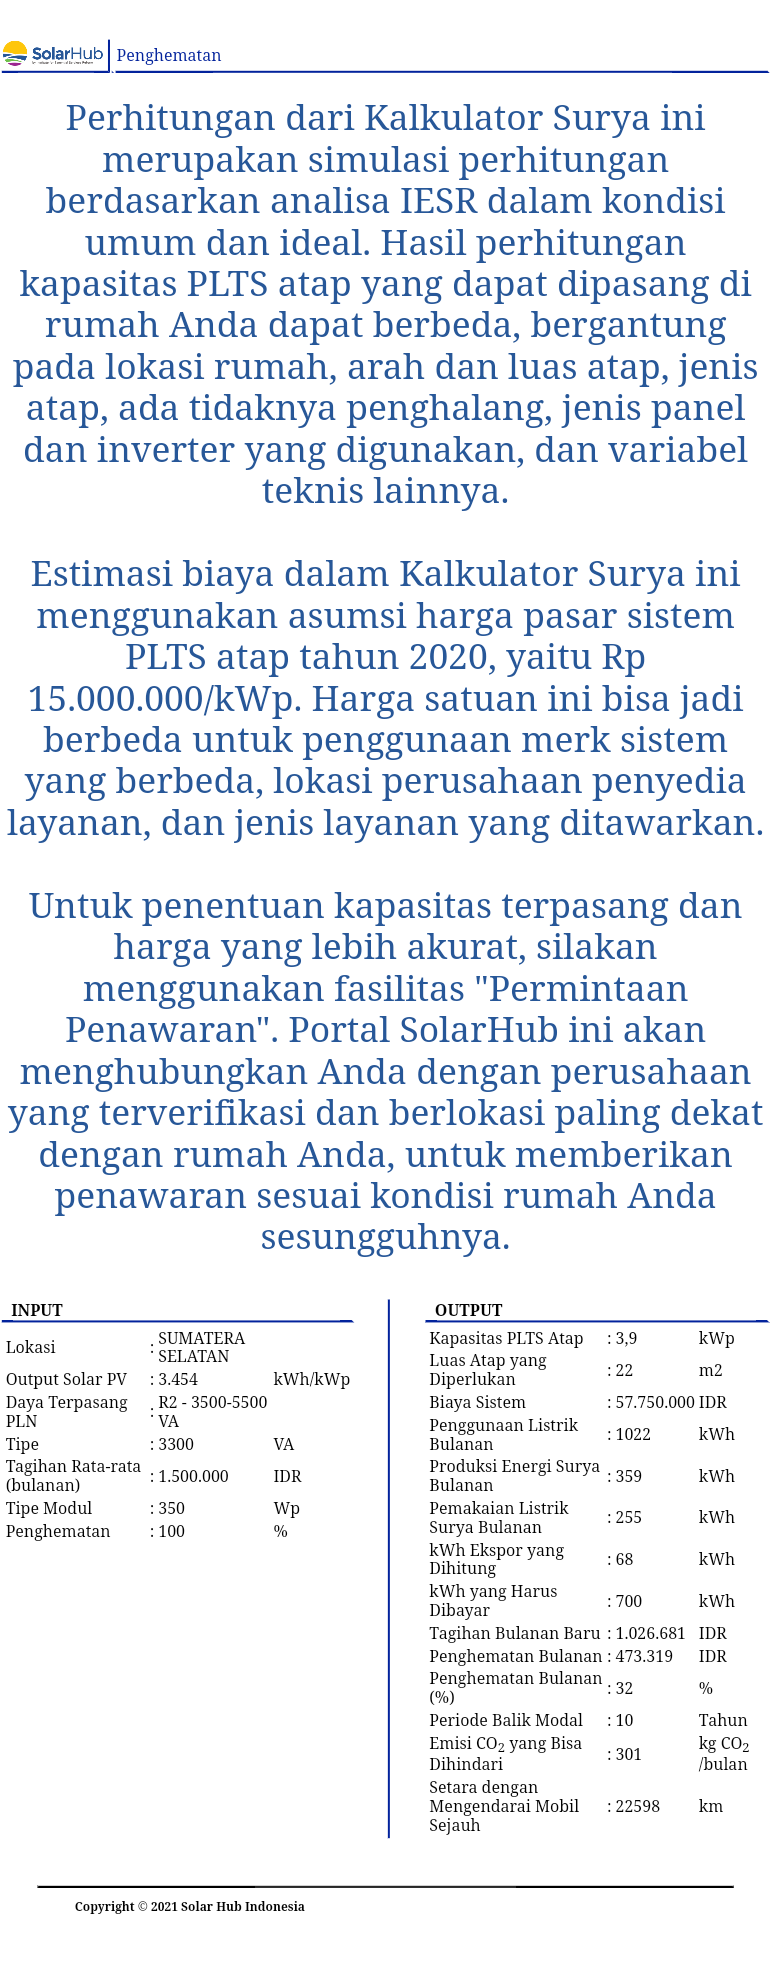 SolarHub
Penghematan
Perhitungan dari Kalkulator Surya ini
merupakan simulasi perhitungan
berdasarkan analisa IESR dalam kondisi
umum dan ideal. Hasil perhitungan
kapasitas PLTS atap yang dapat dipasang di
rumah Anda dapat berbeda, bergantung
pada lokasi rumah, arah dan luas atap, jenis
atap, ada tidaknya penghalang, jenis panel
dan inverter yang digunakan, dan variabel
teknis lainnya.
Estimasi biaya dalam Kalkulator Surya ini
menggunakan asumsi harga pasar sistem
PLTS atap tahun 2020, yaitu Rp
15.000.000/kWp. Harga satuan ini bisa jadi
berbeda untuk penggunaan merk sistem
yang berbeda, lokasi perusahaan penyedia
layanan, dan jenis layanan yang ditawarkan.
Untuk penentuan kapasitas terpasang dan
harga yang lebih akurat, silakan
menggunakan fasilitas "Permintaan
Penawaran". Portal SolarHub ini akan
menghubungkan Anda dengan perusahaan
yang terverifikasi dan berlokasi paling dekat
dengan rumah Anda, untuk memberikan
penawaran sesuai kondisi rumah Anda
sesungguhnya.
INPUT
Lokasi : SUMATERA
SELATAN
Output Solar PV : 3.454 kWh/kWp
Daya Terpasang
PLN : R2 - 3500-5500
VA
Tipe : 3300 VA
Tagihan Rata-rata
(bulanan) : 1.500.000 IDR
Tipe Modul : 350 Wp
Penghematan : 100 %
OUTPUT
Kapasitas PLTS Atap : 3,9 kWp
Luas Atap yang
Diperlukan : 22 m2
Biaya Sistem : 57.750.000 IDR
Penggunaan Listrik
Bulanan : 1022 kWh
Produksi Energi Surya
Bulanan : 359 kWh
Pemakaian Listrik
Surya Bulanan : 255 kWh
kWh Ekspor yang
Dihitung : 68 kWh
kWh yang Harus
Dibayar : 700 kWh
Tagihan Bulanan Baru : 1.026.681 IDR
Penghematan Bulanan : 473.319 IDR
Penghematan Bulanan
(%) : 32 %
Periode Balik Modal : 10 Tahun
Emisi CO₂ yang Bisa
Dihindari : 301 kg CO₂
/bulan
Setara dengan
Mengendarai Mobil
Sejauh : 22598 km
Copyright © 2021 Solar Hub Indonesia